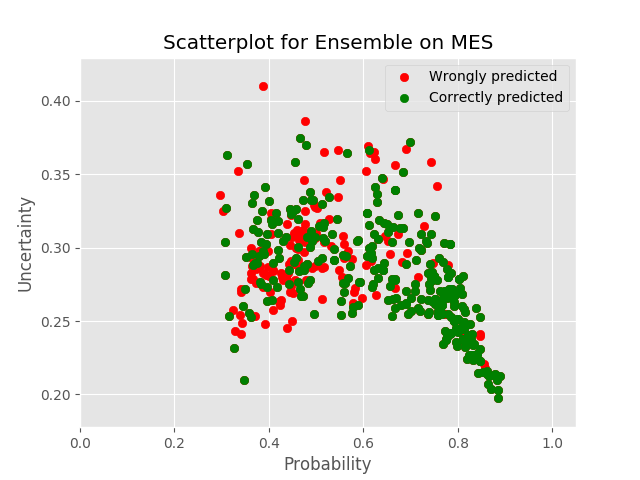 Scatterplot for Ensemble on MES
Wrongly predicted
Correctly predicted
0.40
0.35
0.30
0.25
0.20
Uncertainty
0.0 0.2 0.4 0.6 0.8 1.0
Probability